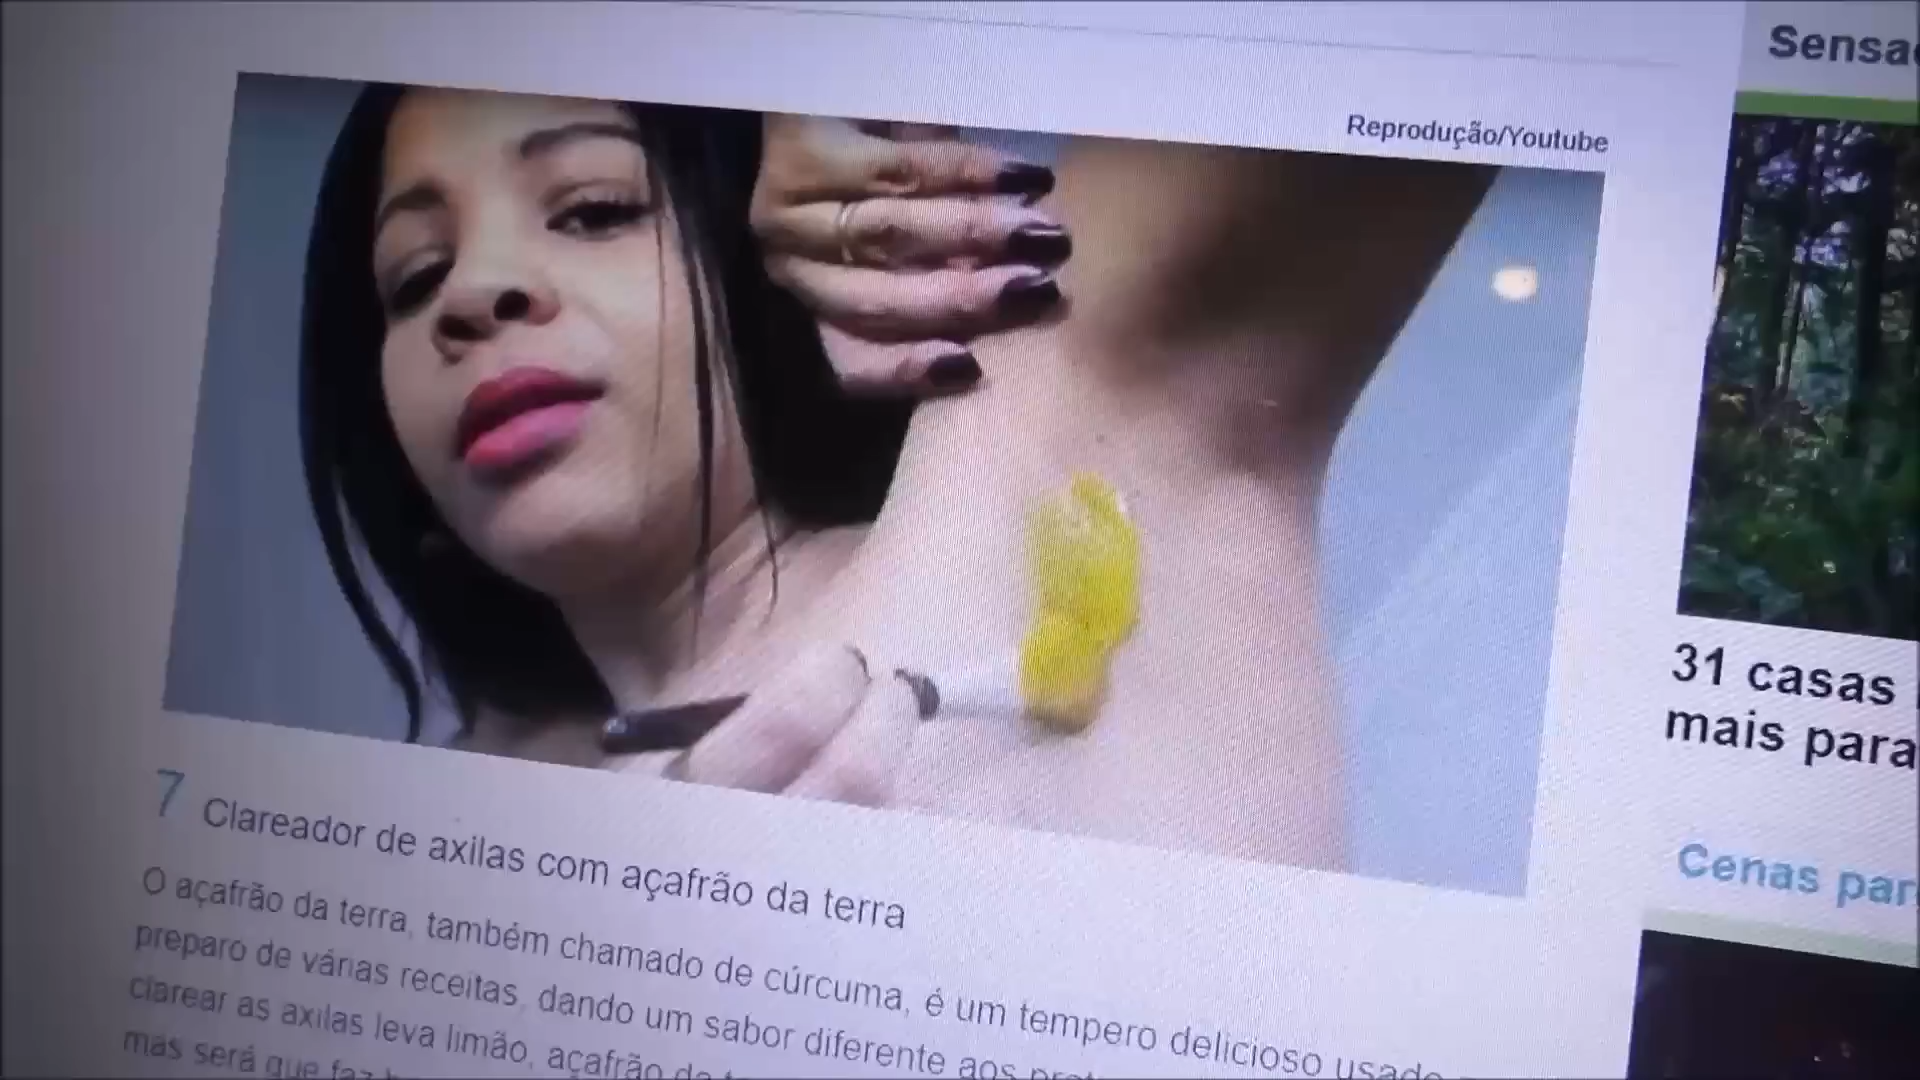 Sensa
Reprodução/Youtube
7 Clareador de axilas com açafrão da terra
O açafrão da terra, também chamado de cúrcuma, é um tempero delicioso usado
preparo de várias receitas, dando um sabor diferente aos
clarear as axilas leva limão, açafrão da
mas será que faz
31 casas
mais para
Cenas par